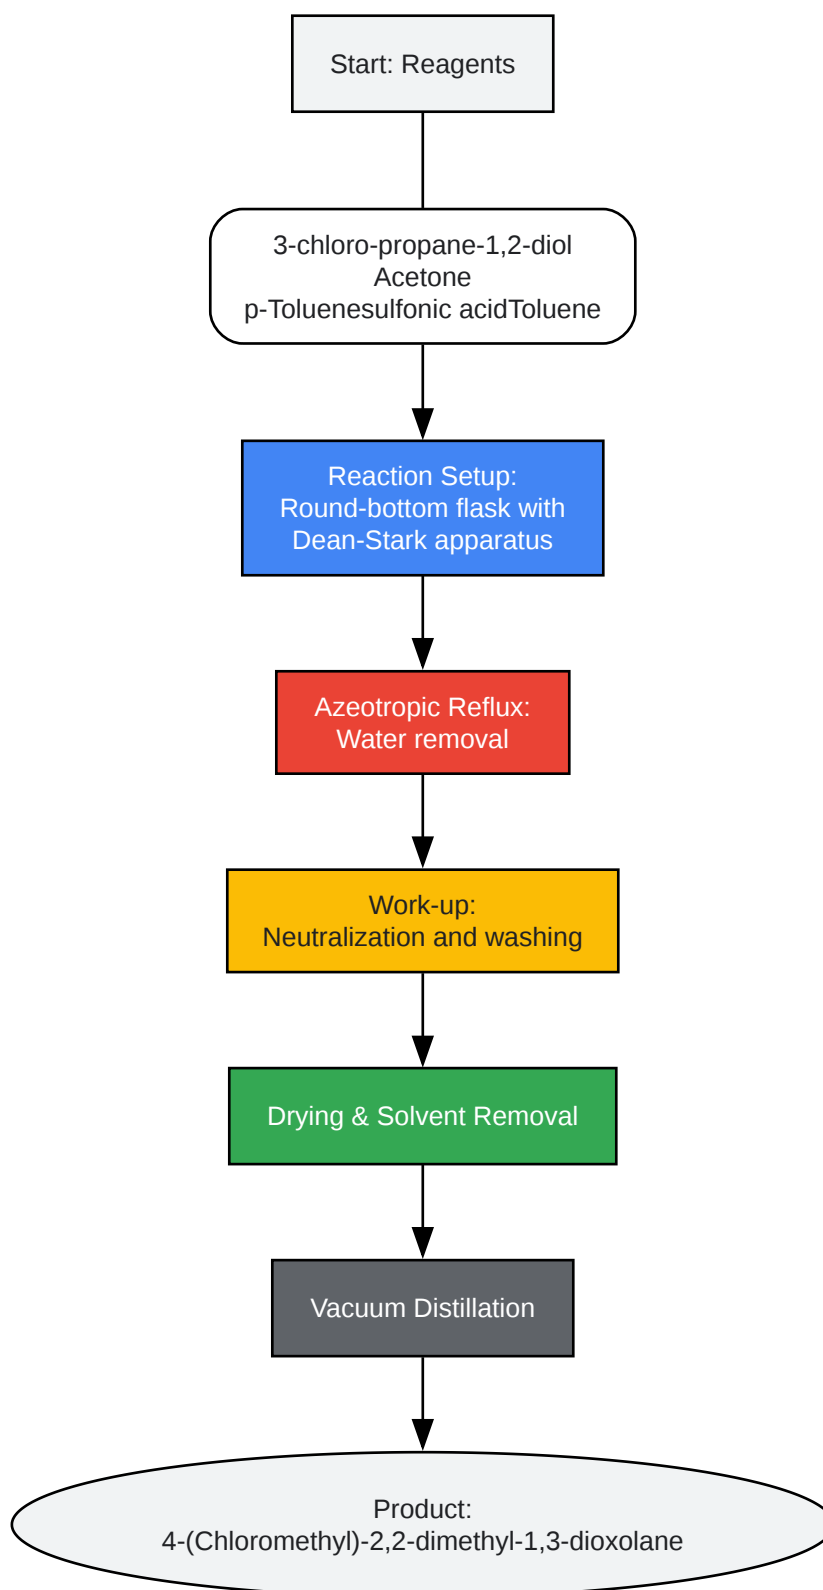 Start: Reagents
3-chloro-propane-1,2-diol
Acetone
p-Toluenesulfonic acidToluene
Reaction Setup:
Round-bottom flask with
Dean-Stark apparatus
Azeotropic Reflux:
Water removal
Work-up:
Neutralization and washing
Drying & Solvent Removal
Vacuum Distillation
Product:
4-(Chloromethyl)-2,2-dimethyl-1,3-dioxolane